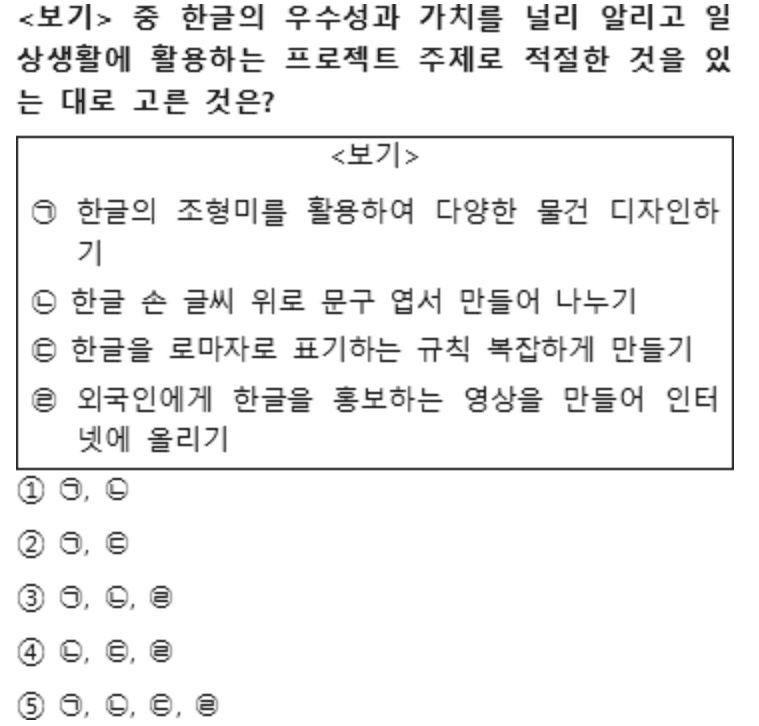 <보기> 중 한글의 우수성과 가치를 널리 알리고 일
상생활에 활용하는 프로젝트 주제로 적절한 것을 있
는 대로 고른 것은?
<보기>
㉠ 한글의 조형미를 활용하여 다양한 물건 디자인하
기
㉡ 한글 손 글씨 위로 문구 엽서 만들어 나누기
㉢ 한글을 로마자로 표기하는 규칙 복잡하게 만들기
㉣ 외국인에게 한글을 홍보하는 영상을 만들어 인터
넷에 올리기
① ㉠, ㉡
② ㉠, ㉢
③ ㉠, ㉡, ㉣
④ ㉡, ㉢, ㉣
⑤ ㉠, ㉡, ㉢, ㉣